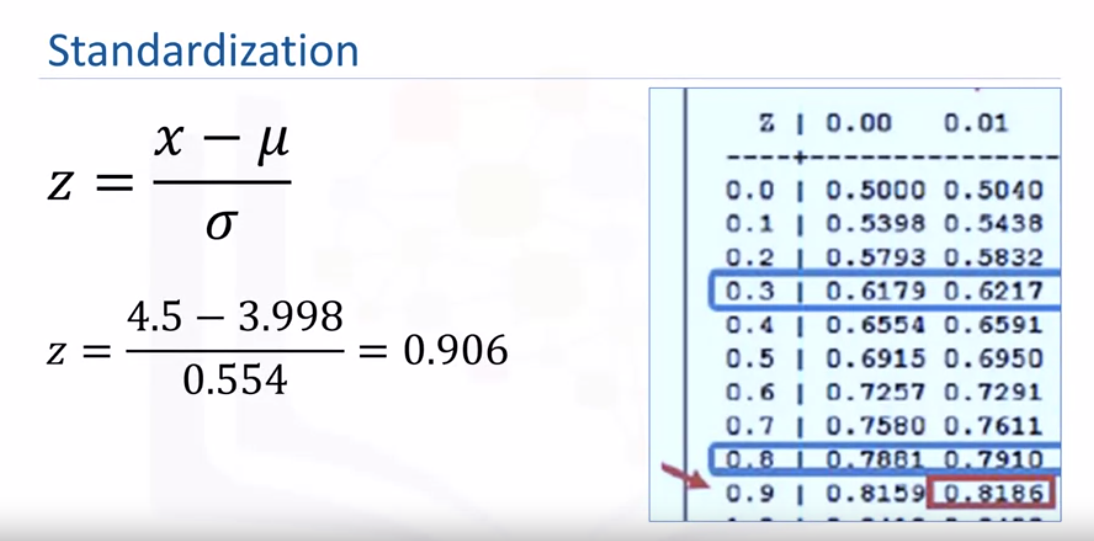 Standardization
z = (x − μ) / σ
z = (4.5 − 3.998) / 0.554 = 0.906
Z | 0.00 0.01
----+---------------
0.0 | 0.5000 0.5040
0.1 | 0.5398 0.5438
0.2 | 0.5793 0.5832
0.3 | 0.6179 0.6217
0.4 | 0.6554 0.6591
0.5 | 0.6915 0.6950
0.6 | 0.7257 0.7291
0.7 | 0.7580 0.7611
0.8 | 0.7881 0.7910
0.9 | 0.8159 0.8186